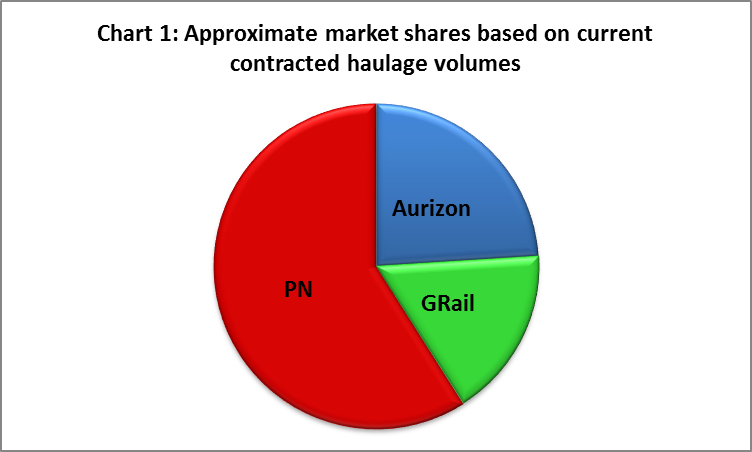 Chart 1: Approximate market shares based on current
contracted haulage volumes
Aurizon
PN
GRail